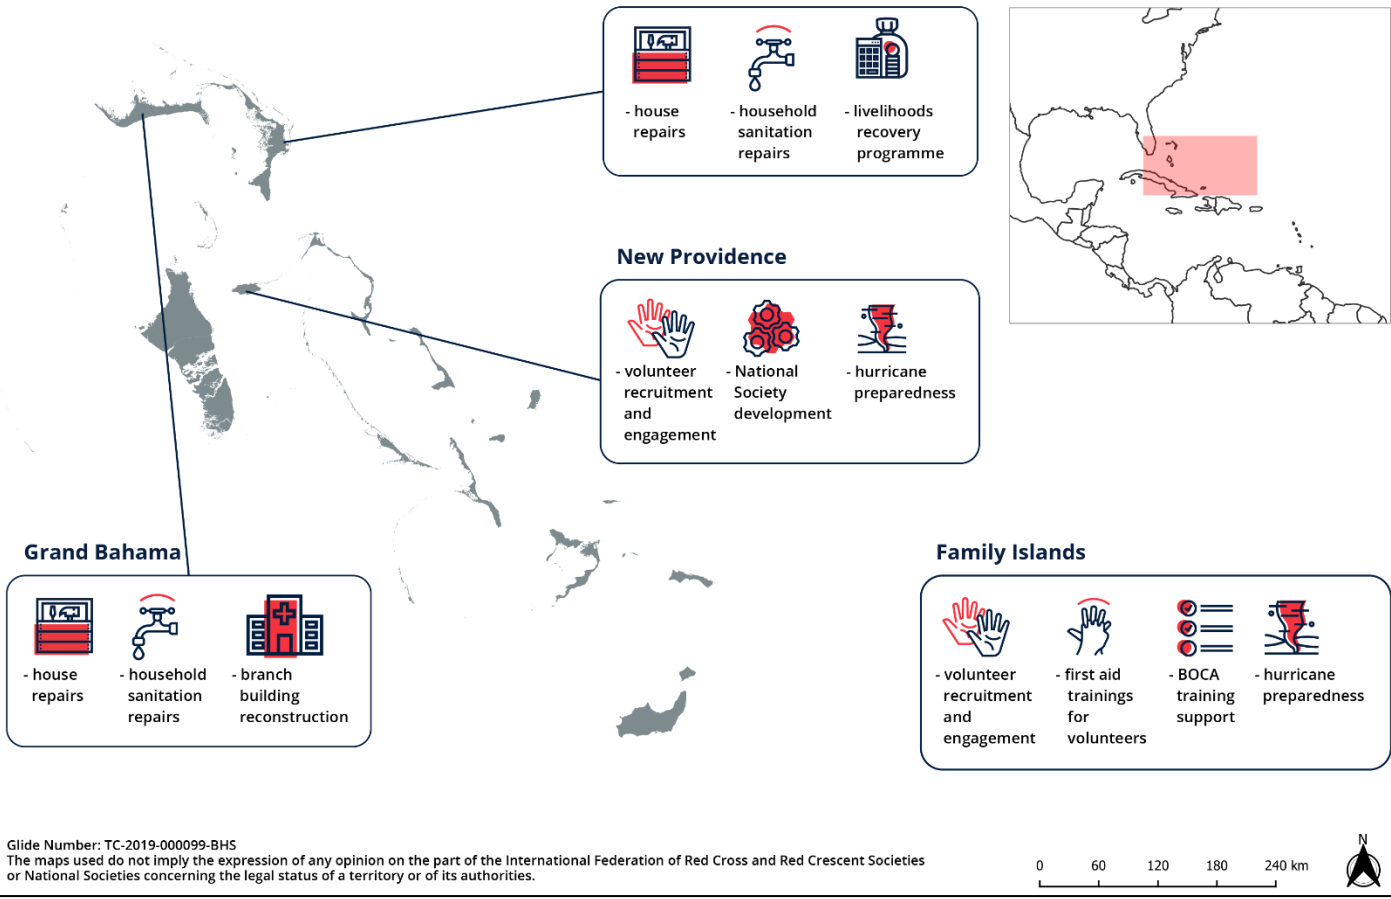 - house
repairs
- household
sanitation
repairs
- livelihoods
recovery
programme
New Providence
- volunteer
recruitment
and
engagement
- National
Society
development
- hurricane
preparedness
Grand Bahama
- house
repairs
- household
sanitation
repairs
- branch
building
reconstruction
Family Islands
- volunteer
recruitment
and
engagement
- first aid
trainings
for
volunteers
- BOCA
training
support
- hurricane
preparedness
Glide Number: TC-2019-000099-BHS
The maps used do not imply the expression of any opinion on the part of the International Federation of Red Cross and Red Crescent Societies
or National Societies concerning the legal status of a territory or of its authorities.
0 60 120 180 240 km
N